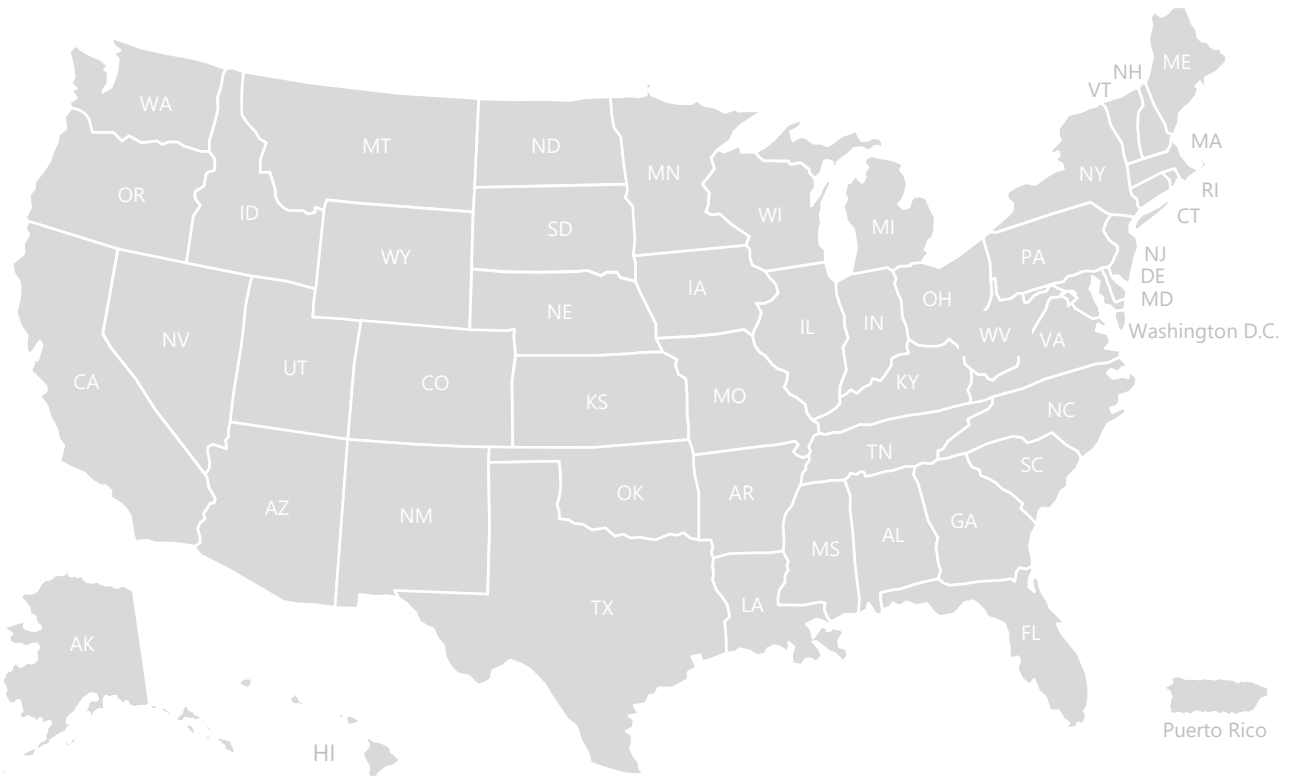 ME
NH
VT
WA
MT
ND
MA
MN
NY
RI
OR
ID
WI
CT
SD
MI
WY
PA
NJ
DE
IA
MD
OH
NE
IL
IN
Washington D.C.
NV
WV
VA
UT
CA
CO
KY
KS
MO
NC
TN
SC
OK
AR
AZ
NM
GA
AL
MS
LA
TX
FL
AK
Puerto Rico
HI